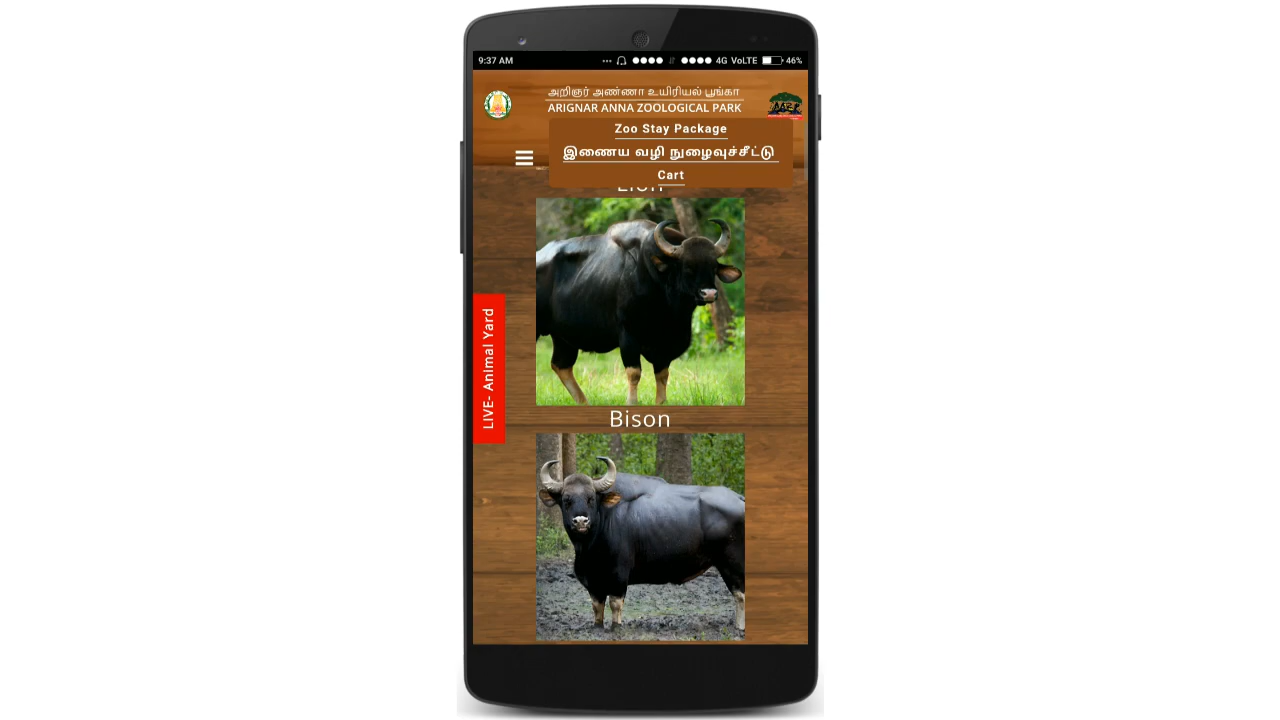 9:37 AM
4G VoLTE 46%
அறிஞர் அண்ணா உயிரியல் பூங்கா
ARIGNAR ANNA ZOOLOGICAL PARK
Zoo Stay Package
இணைய வழி நுழைவுச்சீட்டு
Cart
Lion
LIVE- Animal Yard
Bison